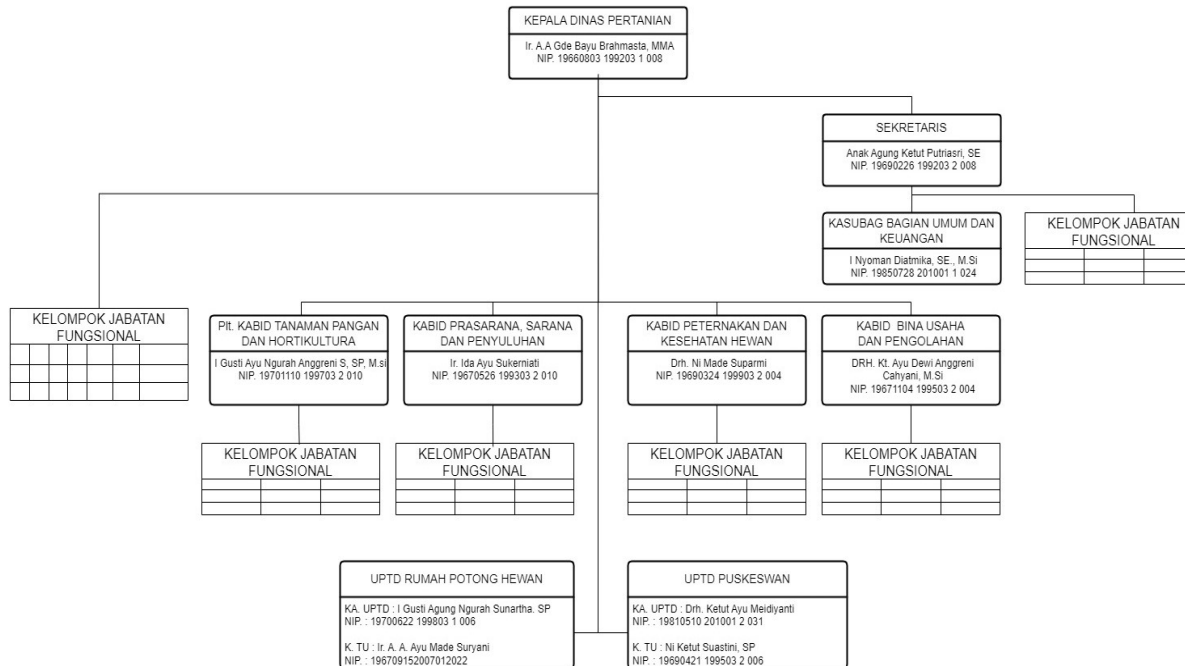 KEPALA DINAS PERTANIAN
Ir. A.A Gde Bayu Brahmasta, MMA
NIP. 19660803 199203 1 008
SEKRETARIS
Anak Agung Ketut Putriasri, SE
NIP. 19690226 199203 2 008
KASUBAG BAGIAN UMUM DAN
KEUANGAN
I Nyoman Diatmika, SE., M.Si
NIP. 19850728 201001 1 024
KELOMPOK JABATAN
FUNGSIONAL
KELOMPOK JABATAN
FUNGSIONAL
Plt. KABID TANAMAN PANGAN
DAN HORTIKULTURA
I Gusti Ayu Ngurah Anggreni S, SP, M.si
NIP. 19701110 199703 2 010
KABID PRASARANA, SARANA
DAN PENYULUHAN
Ir. Ida Ayu Sukerniati
NIP. 19670526 199303 2 010
KABID PETERNAKAN DAN
KESEHATAN HEWAN
Drh. Ni Made Suparmi
NIP. 19690324 199903 2 004
KABID BINA USAHA
DAN PENGOLAHAN
DRH. Kt. Ayu Dewi Anggreni
Cahyani, M.Si
NIP. 19671104 199503 2 004
KELOMPOK JABATAN
FUNGSIONAL
KELOMPOK JABATAN
FUNGSIONAL
KELOMPOK JABATAN
FUNGSIONAL
KELOMPOK JABATAN
FUNGSIONAL
UPTD RUMAH POTONG HEWAN
KA. UPTD : I Gusti Agung Ngurah Sunartha. SP
NIP. : 19700622 199803 1 006
K. TU : Ir. A. A. Ayu Made Suryani
NIP. : 196709152007012022
UPTD PUSKESWAN
KA. UPTD : Drh. Ketut Ayu Meidiyanti
NIP. : 19810510 201001 2 031
K. TU : Ni Ketut Suastini, SP
NIP. : 19690421 199503 2 006